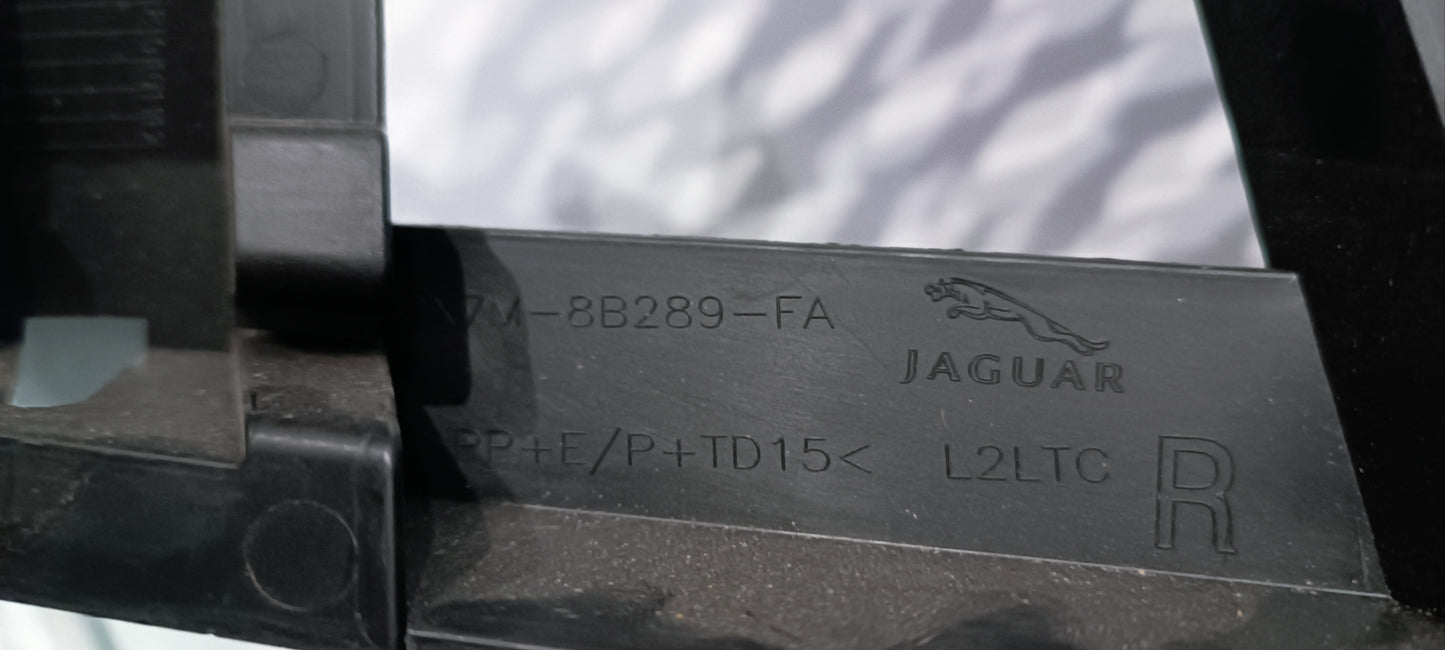 7M-8B289-FA
JAGUAR
PP+E/P+TD15<
L2LTC
R